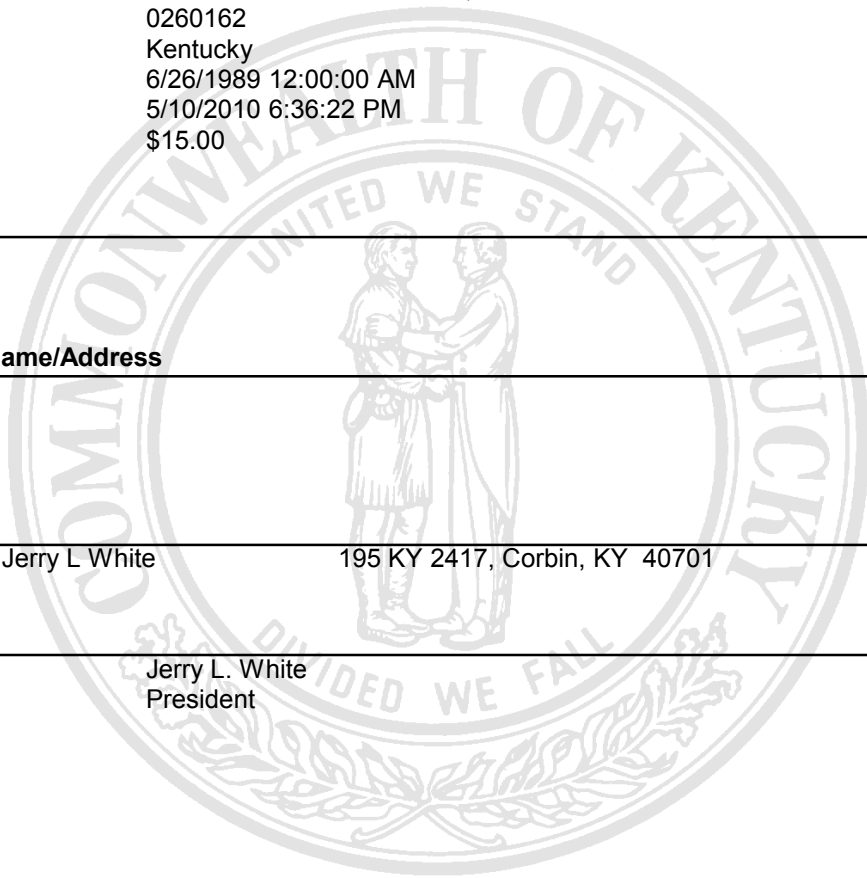 0260162
Kentucky
6/26/1989 12:00:00 AM
5/10/2010 6:36:22 PM
$15.00
COMMONWEALTH OF KENTUCKY
UNITED WE STAND
ame/Address
Jerry L White 195 KY 2417, Corbin, KY 40701
DIVIDED WE FALL
Jerry L. White
President